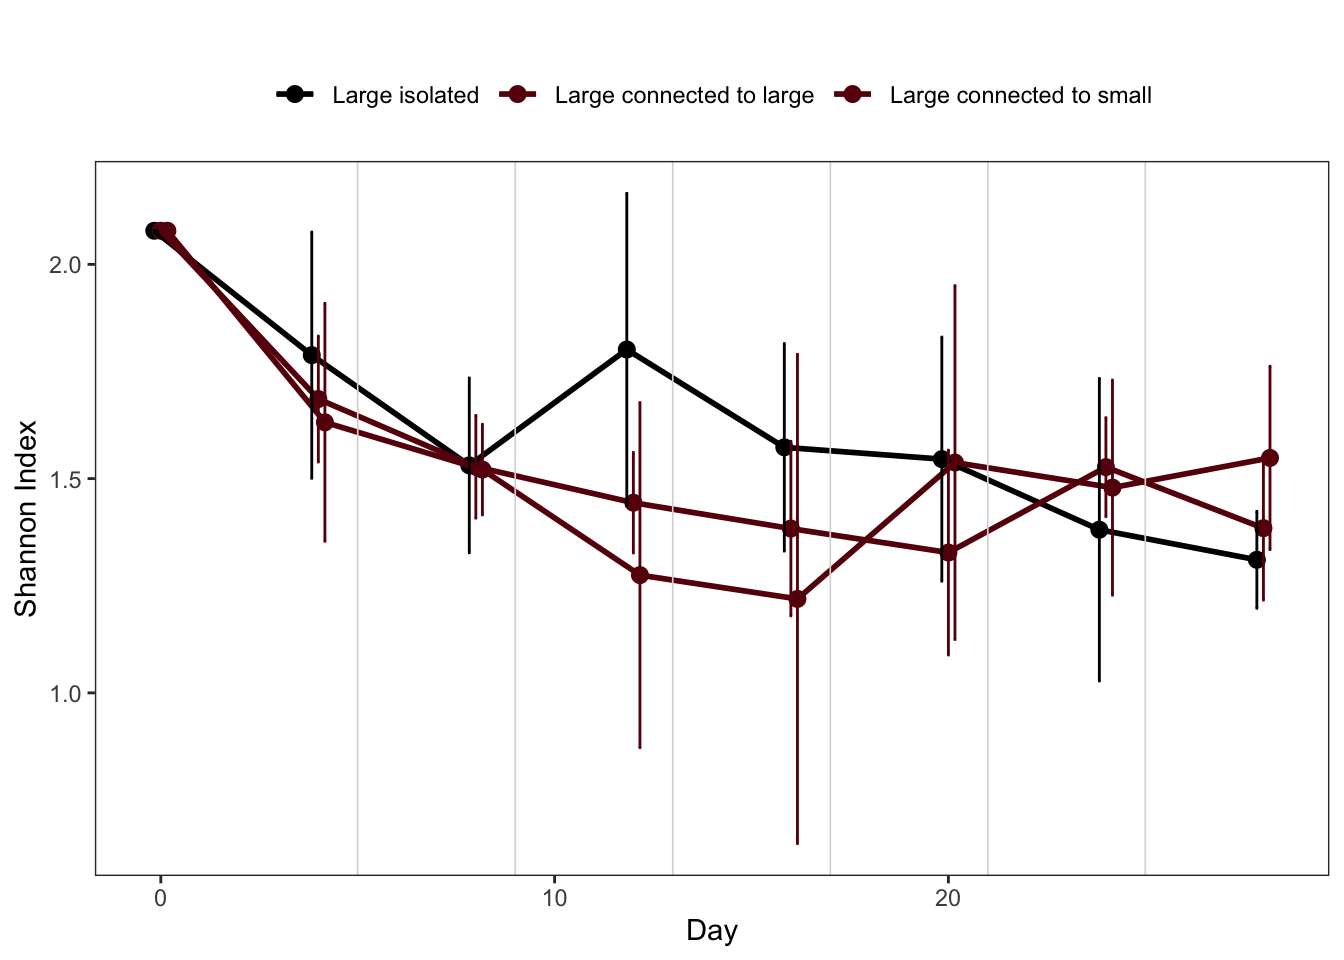 Large isolated Large connected to large Large connected to small
Shannon Index
2.0
1.5
1.0
0 10 20
Day